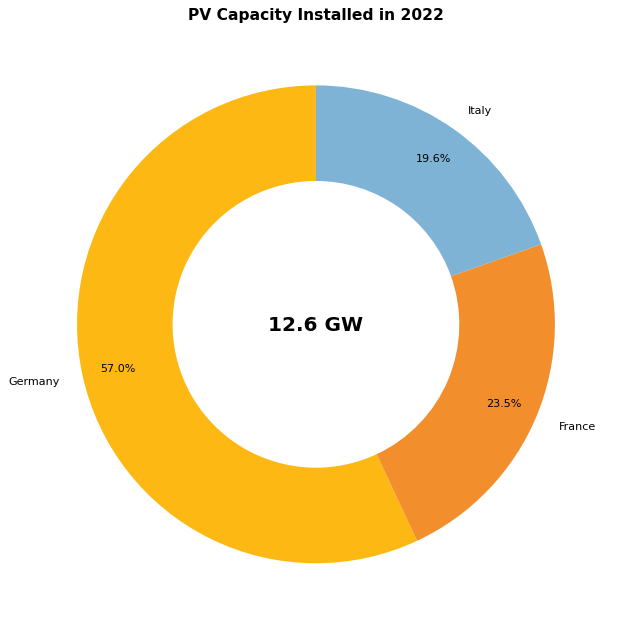 PV Capacity Installed in 2022
Italy
19.6%
12.6 GW
57.0%
Germany
23.5%
France